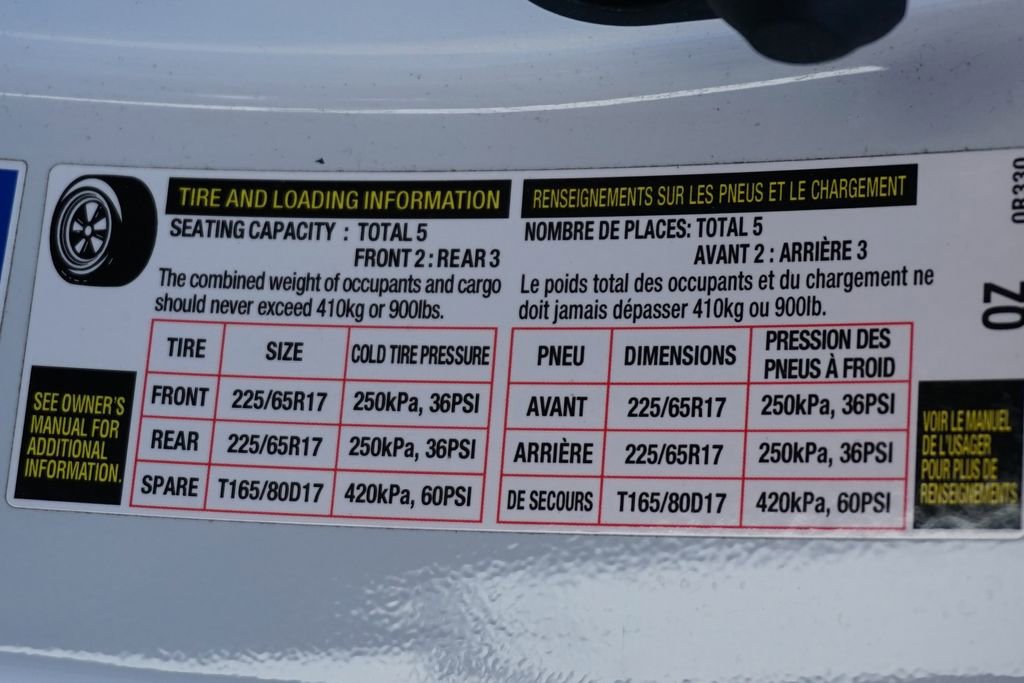 TIRE AND LOADING INFORMATION
SEATING CAPACITY : TOTAL 5
FRONT 2 : REAR 3
The combined weight of occupants and cargo
should never exceed 410kg or 900lbs.
TIRE SIZE COLD TIRE PRESSURE
FRONT 225/65R17 250kPa, 36PSI
REAR 225/65R17 250kPa, 36PSI
SPARE T165/80D17 420kPa, 60PSI
SEE OWNER'S
MANUAL FOR
ADDITIONAL
INFORMATION.
RENSEIGNEMENTS SUR LES PNEUS ET LE CHARGEMENT
NOMBRE DE PLACES: TOTAL 5
AVANT 2 : ARRIÈRE 3
Le poids total des occupants et du chargement ne
doit jamais dépasser 410kg ou 900lb.
PNEU DIMENSIONS PRESSION DES
PNEUS À FROID
AVANT 225/65R17 250kPa, 36PSI
ARRIÈRE 225/65R17 250kPa, 36PSI
DE SECOURS T165/80D17 420kPa, 60PSI
VOIR LE MANUEL
DE L'USAGER
POUR PLUS DE
RENSEIGNEMENTS
OZ